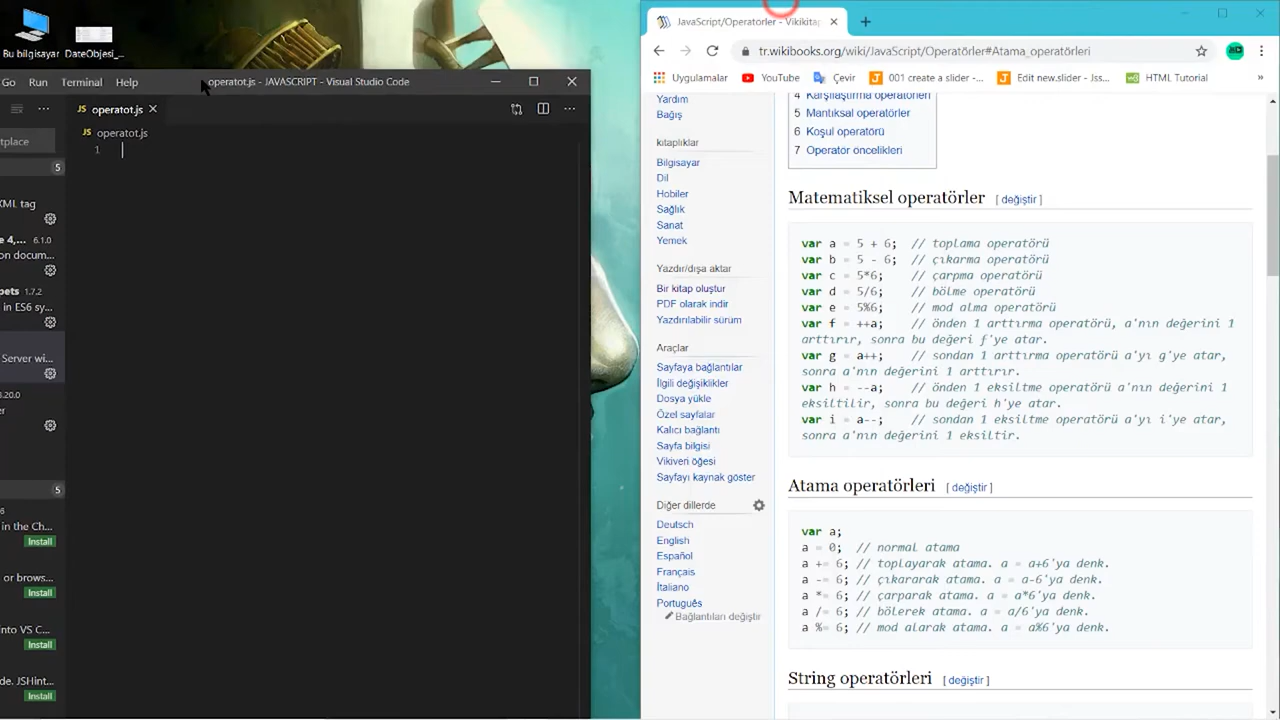 Bu bilgisayar
DateObjesi_...
Go Run Terminal Help
operatot.js - JAVASCRIPT - Visual Studio Code
operatot.js
operatot.js
1
tplace
5
XML tag
e 4,... 6.1.0
on docum...
pets 1.7.2
in ES6 sy...
Server wi...
3.20.0
er
5
6
in the Ch...
Install
or brows...
Install
nto VS C...
Install
de. JSHint...
Install
JavaScript/Operatörler - Vikikitap
tr.wikibooks.org/wiki/JavaScript/Operatörler#Atama_operatörleri
Uygulamalar YouTube Çevir 001 create a slider -... Edit new.slider - Jss... HTML Tutorial »
Yardım
Bağış
kitaplıklar
Bilgisayar
Dil
Hobiler
Sağlık
Sanat
Yemek
Yazdır/dışa aktar
Bir kitap oluştur
PDF olarak indir
Yazdırılabilir sürüm
Araçlar
Sayfaya bağlantılar
İlgili değişiklikler
Dosya yükle
Özel sayfalar
Kalıcı bağlantı
Sayfa bilgisi
Vikiveri öğesi
Sayfayı kaynak göster
Diğer dillerde
Deutsch
English
Español
Français
İtaliano
Português
Bağlantıları değiştir
4 Karşılaştırma operatörleri
5 Mantıksal operatörler
6 Koşul operatörü
7 Operatör öncelikleri
Matematiksel operatörler [ değiştir ]
var a = 5 + 6; // toplama operatörü
var b = 5 - 6; // çıkarma operatörü
var c = 5*6; // çarpma operatörü
var d = 5/6; // bölme operatörü
var e = 5%6; // mod alma operatörü
var f = ++a; // önden 1 arttırma operatörü, a'nın değerini 1
arttırır, sonra bu değeri f'ye atar.
var g = a++; // sondan 1 arttırma operatörü a'yı g'ye atar,
sonra a'nın değerini 1 arttırır.
var h = --a; // önden 1 eksiltme operatörü a'nın değerini 1
eksiltilir, sonra bu değeri h'ye atar.
var i = a--; // sondan 1 eksiltme operatörü a'yı i'ye atar,
sonra a'nın değerini 1 eksiltir.
Atama operatörleri [ değiştir ]
var a;
a = 0; // normal atama
a += 6; // toplayarak atama. a = a+6'ya denk.
a -= 6; // çıkararak atama. a = a-6'ya denk.
a *= 6; // çarparak atama. a = a*6'ya denk.
a /= 6; // bölerek atama. a = a/6'ya denk.
a %= 6; // mod alarak atama. a = a%6'ya denk.
String operatörleri [ değiştir ]